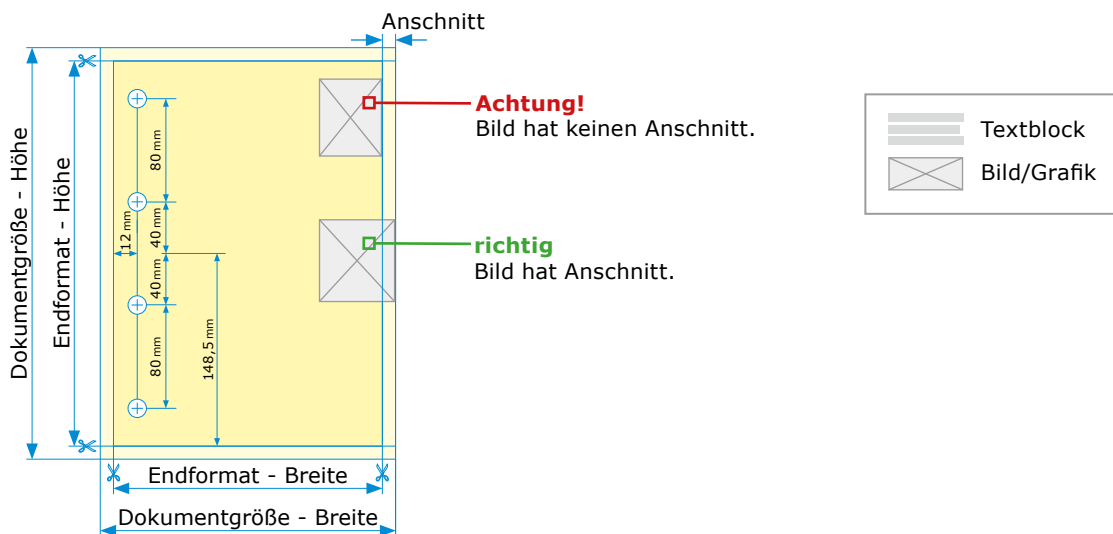 Anschnitt
Achtung!
Bild hat keinen Anschnitt.
Textblock
Bild/Grafik
Dokumentgröße - Höhe
Endformat - Höhe
80 mm
12 mm
40 mm
richtig
Bild hat Anschnitt.
40 mm
80 mm
148,5 mm
Endformat - Breite
Dokumentgröße - Breite